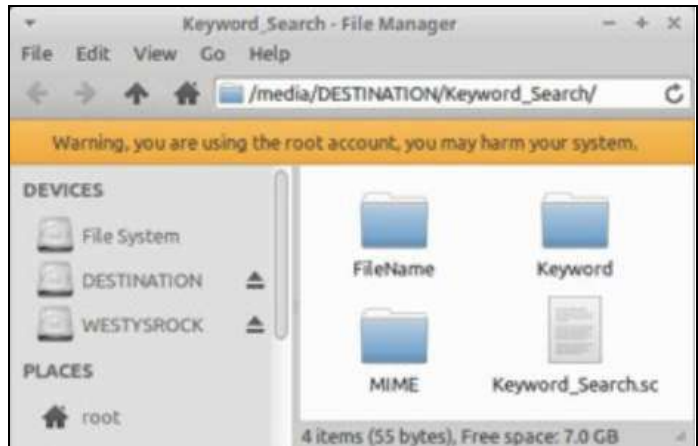 Keyword_Search - File Manager
File Edit View Go Help
/media/DESTINATION/Keyword_Search/
Warning, you are using the root account, you may harm your system.
DEVICES
File System
DESTINATION
WESTYSROCK
PLACES
root
FileName
Keyword
MIME
Keyword_Search.sc
4 items (55 bytes), Free space: 7.0 GB